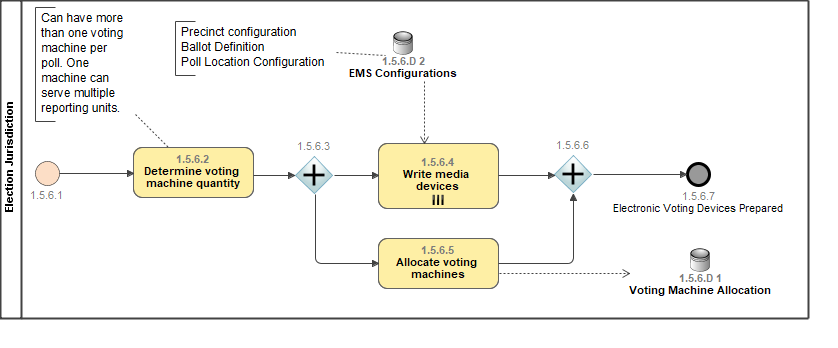 Can have more
than one voting
machine per
poll. One
machine can
serve multiple
reporting units.
Precinct configuration
Ballot Definition
Poll Location Configuration
1.5.6.D 2
EMS Configurations
Election Jurisdiction
1.5.6.1
1.5.6.2
Determine voting
machine quantity
1.5.6.3
1.5.6.4
Write media
devices
1.5.6.5
Allocate voting
machines
1.5.6.6
1.5.6.7
Electronic Voting Devices Prepared
1.5.6.D 1
Voting Machine Allocation